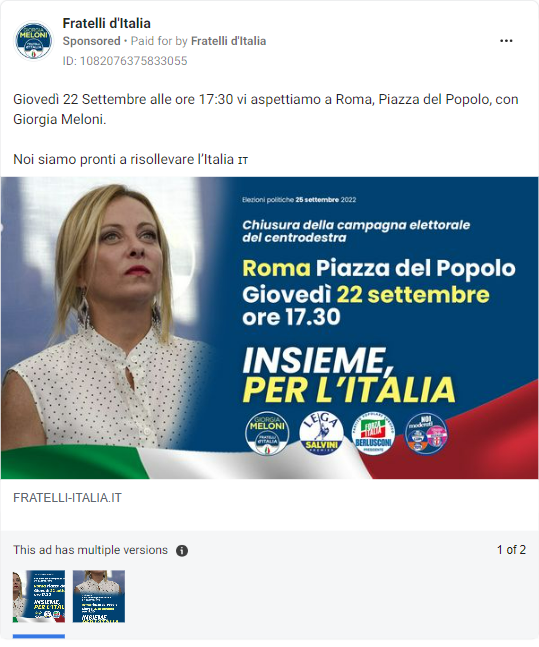 Fratelli d'Italia
Sponsored • Paid for by Fratelli d'Italia
ID: 1082076375833055
Giovedì 22 Settembre alle ore 17:30 vi aspettiamo a Roma, Piazza del Popolo, con
Giorgia Meloni.
Noi siamo pronti a risollevare l'Italia IT
Elezioni politiche 25 settembre 2022
Chiusura della campagna elettorale
del centrodestra
Roma Piazza del Popolo
Giovedì 22 settembre
ore 17.30
INSIEME,
PER L'ITALIA
GIORGIA
MELONI
FRATELLI
d'ITALIA
LEGA
SALVINI
PREMIER
FORZA
ITALIA
BERLUSCONI
PRESIDENTE
NOI
moderati
FRATELLI-ITALIA.IT
This ad has multiple versions
1 of 2
INSIEME,
PER L'ITALIA
INSIEME,